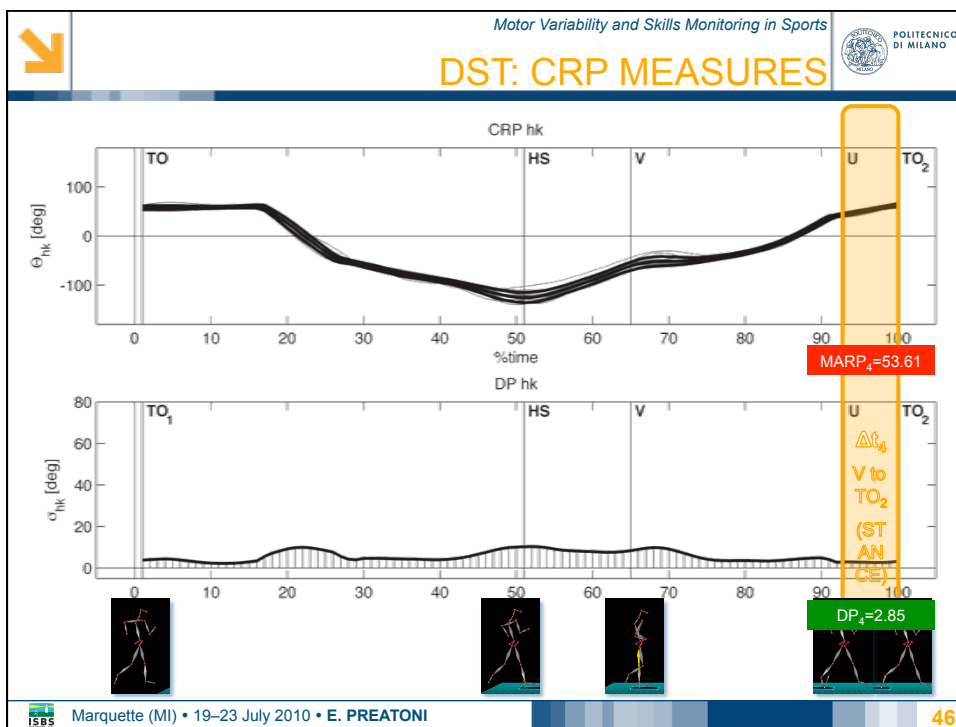 Motor Variability and Skills Monitoring in Sports
POLITECNICO
DI MILANO
DST: CRP MEASURES
CRP hk
TO HS V U TO2
Θhk [deg]
100
0
-100
0 10 20 30 40 50 60 70 80 90 100
%time
MARP4=53.61
DP hk
TO1 HS V U TO2
σhk [deg]
80
60
40
20
0
Δt4
V to
TO2
(ST
AN
CE)
0 10 20 30 40 50 60 70 80 90 100
DP4=2.85
ISBS
Marquette (MI) • 19–23 July 2010 • E. PREATONI
46